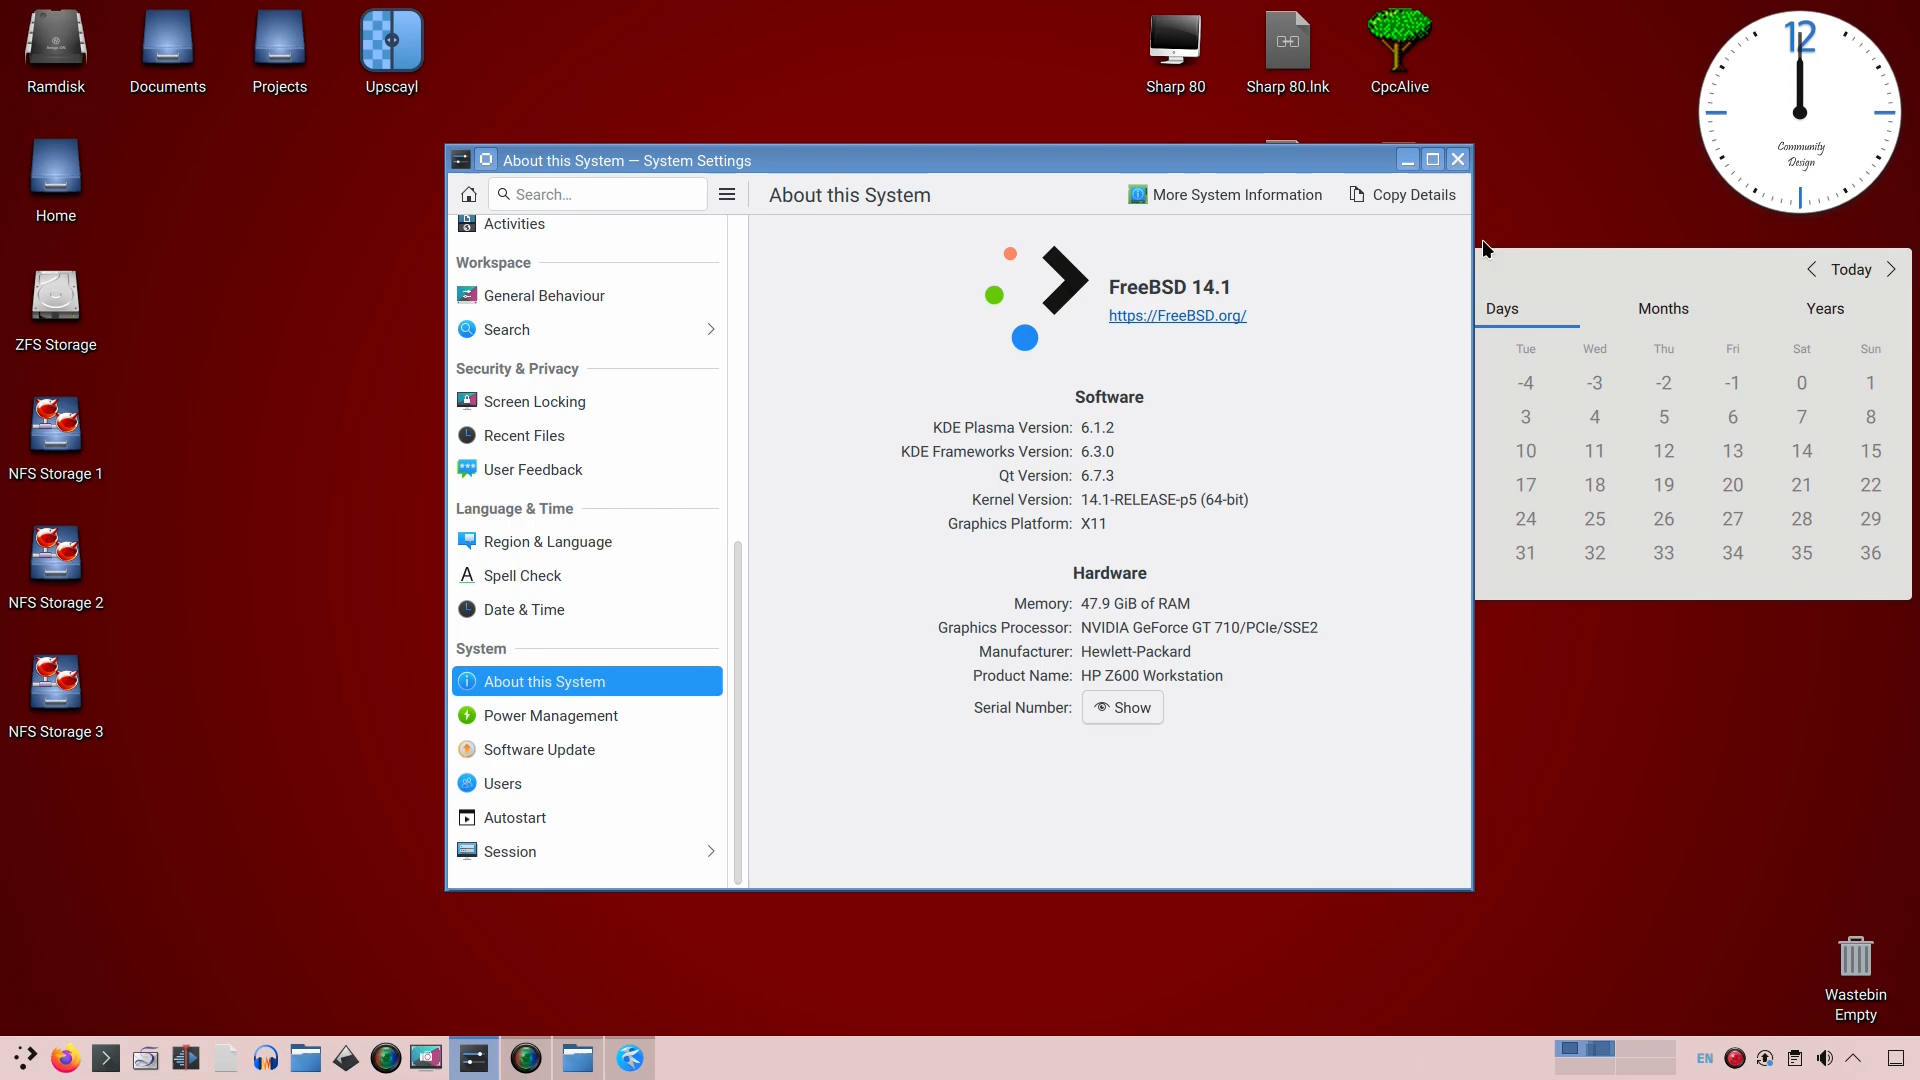 Ramdisk
Documents
Projects
Upscayl
Sharp 80
Sharp 80.lnk
CpcAlive
12
Community
Design
Home
ZFS Storage
NFS Storage 1
NFS Storage 2
NFS Storage 3
About this System — System Settings
Search...
About this System
More System Information
Copy Details
Activities
Workspace
General Behaviour
Search
Security & Privacy
Screen Locking
Recent Files
User Feedback
Language & Time
Region & Language
Spell Check
Date & Time
System
About this System
Power Management
Software Update
Users
Autostart
Session
FreeBSD 14.1
https://FreeBSD.org/
Software
KDE Plasma Version: 6.1.2
KDE Frameworks Version: 6.3.0
Qt Version: 6.7.3
Kernel Version: 14.1-RELEASE-p5 (64-bit)
Graphics Platform: X11
Hardware
Memory: 47.9 GiB of RAM
Graphics Processor: NVIDIA GeForce GT 710/PCIe/SSE2
Manufacturer: Hewlett-Packard
Product Name: HP Z600 Workstation
Serial Number: Show
Today
Days Months Years
Tue Wed Thu Fri Sat Sun
-4 -3 -2 -1 0 1
3 4 5 6 7 8
10 11 12 13 14 15
17 18 19 20 21 22
24 25 26 27 28 29
31 32 33 34 35 36
Wastebin
Empty
EN